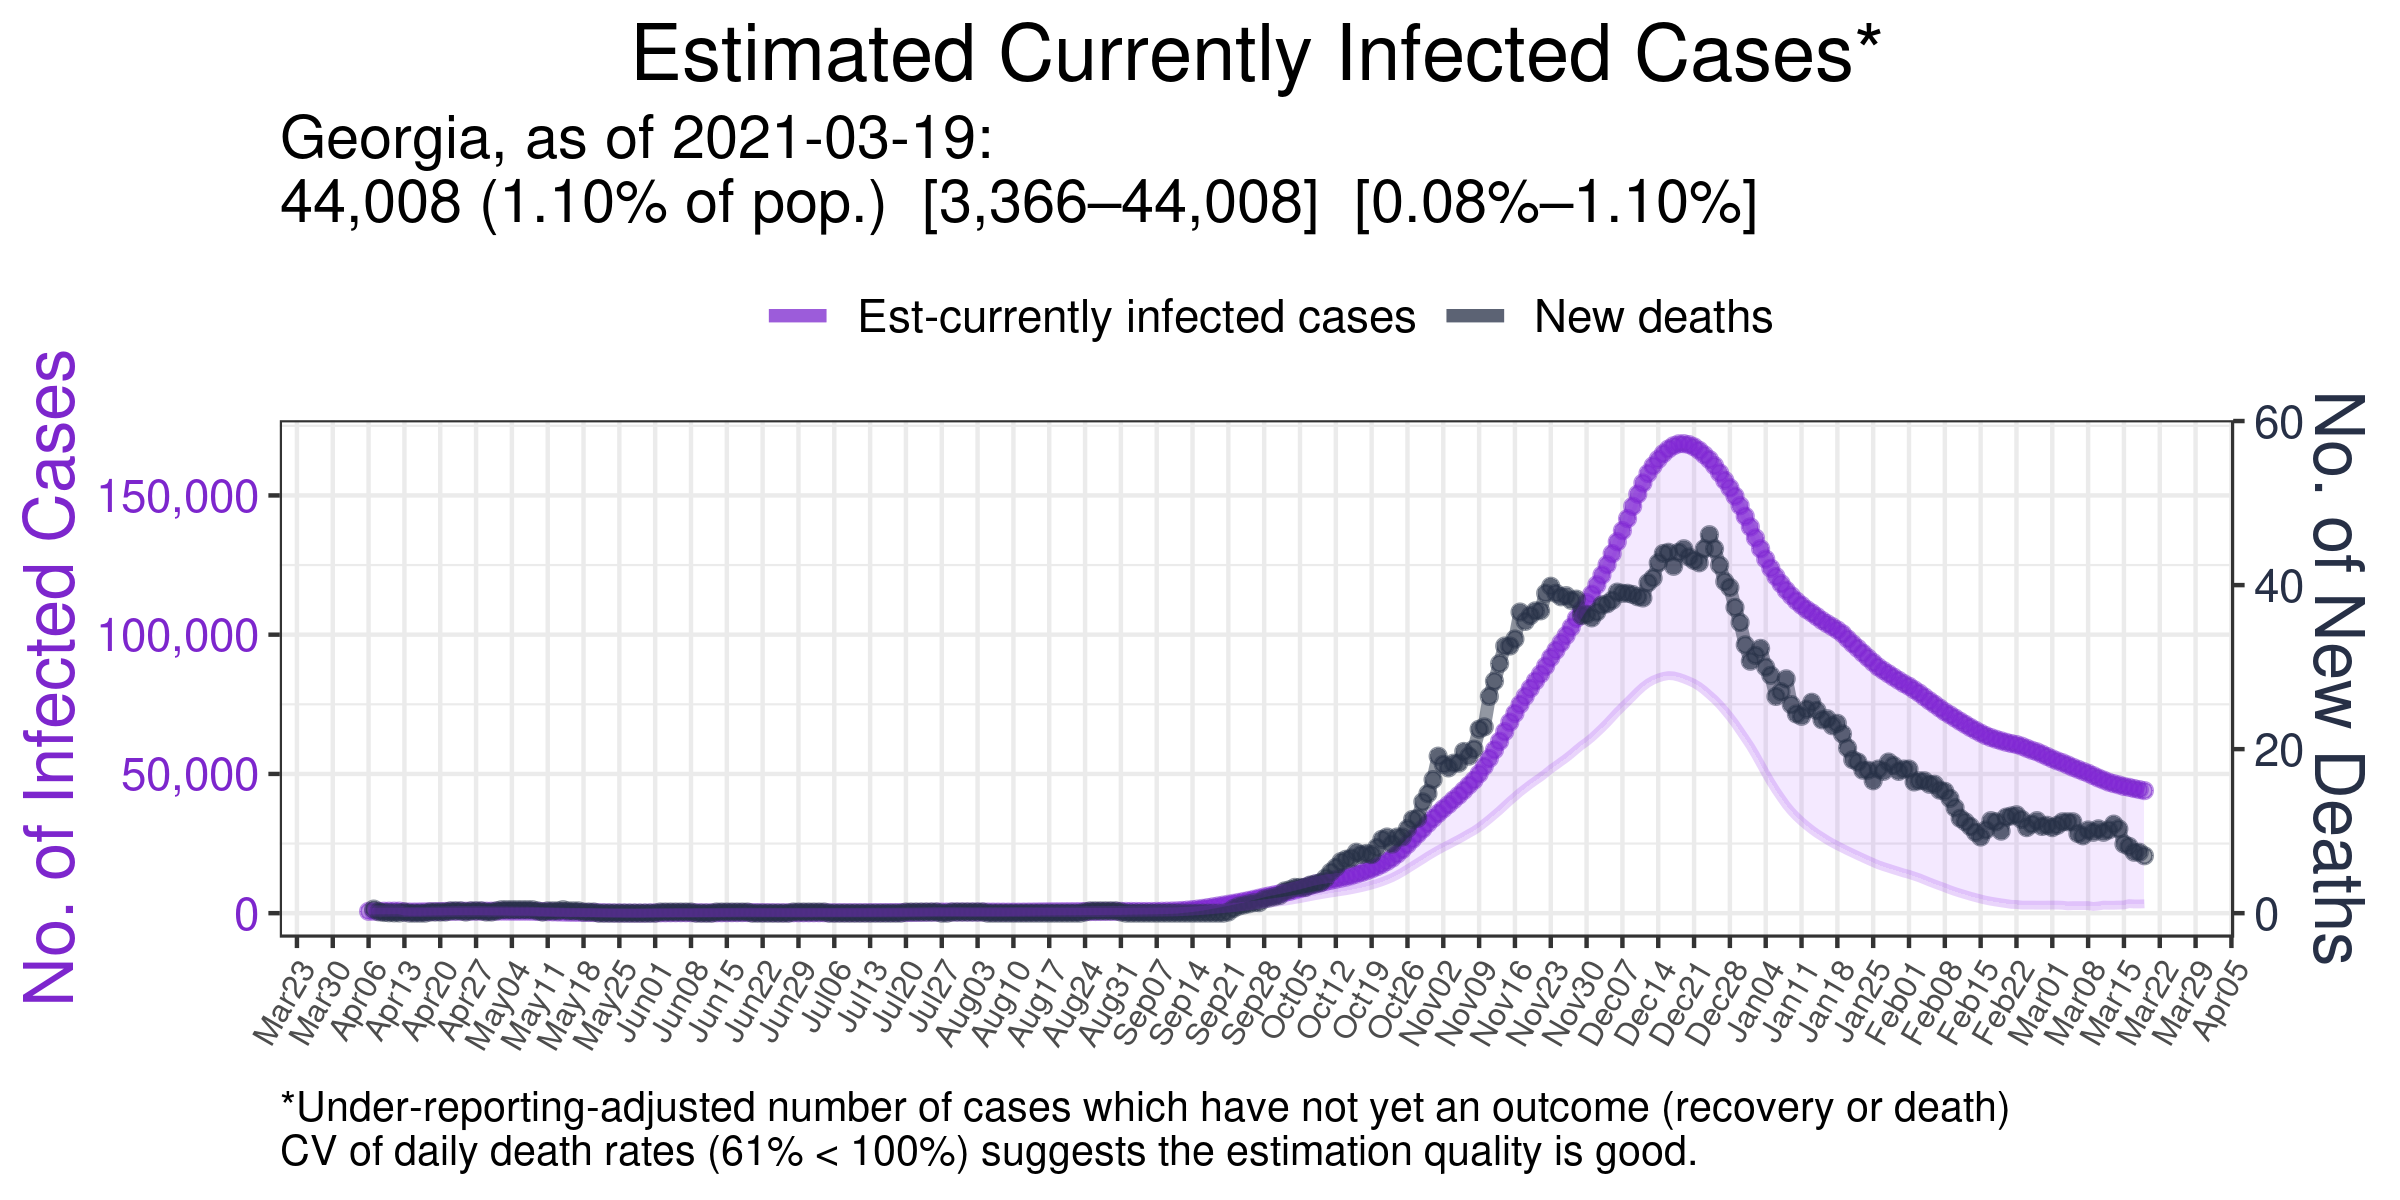 Estimated Currently Infected Cases*
Georgia, as of 2021-03-19:
44,008 (1.10% of pop.) [3,366–44,008] [0.08%–1.10%]
Est-currently infected cases
New deaths
No. of Infected Cases
150,000
100,000
50,000
0
60
40
20
0
No. of New Deaths
Mar23
Mar30
Apr06
Apr13
Apr20
Apr27
May04
May11
May18
May25
Jun01
Jun08
Jun15
Jun22
Jun29
Jul06
Jul13
Jul20
Jul27
Aug03
Aug10
Aug17
Aug24
Aug31
Sep07
Sep14
Sep21
Sep28
Oct05
Oct12
Oct19
Oct26
Nov02
Nov09
Nov16
Nov23
Nov30
Dec07
Dec14
Dec21
Dec28
Jan04
Jan11
Jan18
Jan25
Feb01
Feb08
Feb15
Feb22
Mar01
Mar08
Mar15
Mar22
Mar29
Apr05
*Under-reporting-adjusted number of cases which have not yet an outcome (recovery or death)
CV of daily death rates (61% < 100%) suggests the estimation quality is good.